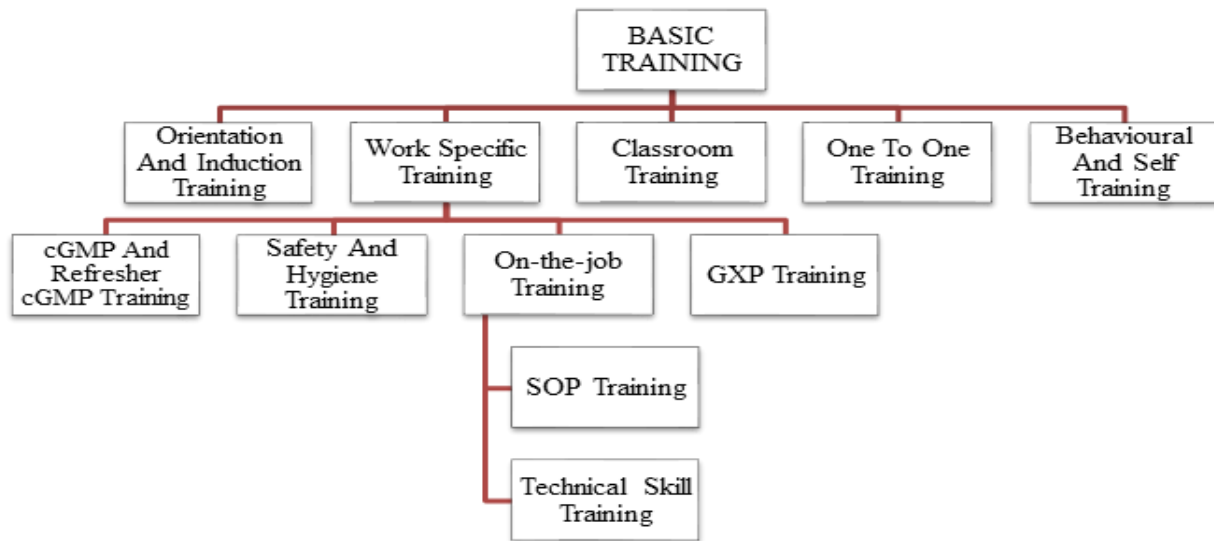 BASIC
TRAINING
Orientation
And Induction
Training
Work Specific
Training
Classroom
Training
One To One
Training
Behavioural
And Self
Training
cGMP And
Refresher
cGMP Training
Safety And
Hygiene
Training
On-the-job
Training
GXP Training
SOP Training
Technical Skill
Training